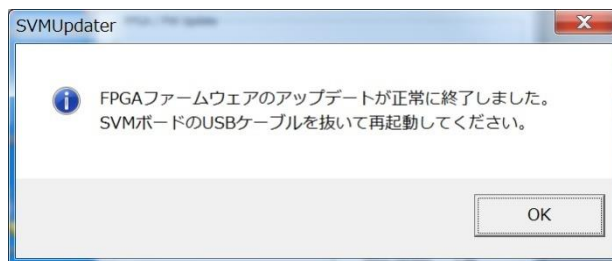 SVMUpdater
FPGAファームウェアのアップデートが正常に終了しました。
SVMボードのUSBケーブルを抜いて再起動してください。
OK